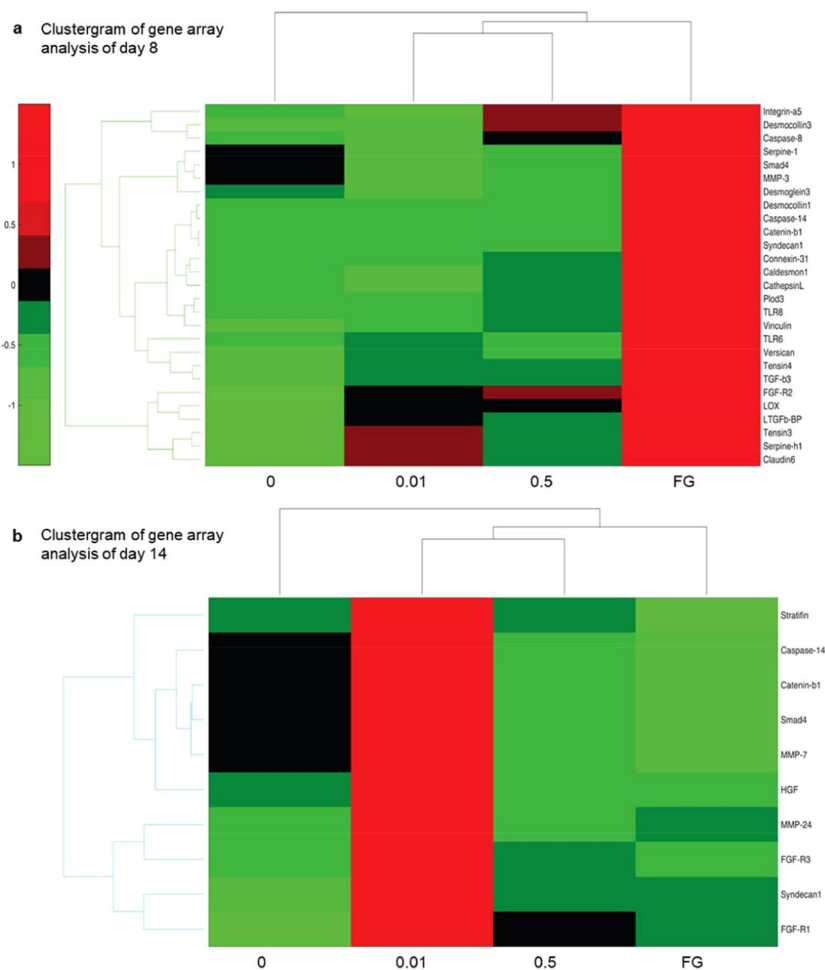 a Clustergram of gene array
analysis of day 8
1
0.5
0
-0.5
-1
Integrin-a5
Desmocollin3
Caspase-8
Serpine-1
Smad4
MMP-3
Desmoglein3
Desmocollin1
Caspase-14
Catenin-b1
Syndecan1
Connexin-31
Caldesmon1
CathepsinL
Plod3
TLR8
Vinculin
TLR6
Versican
Tensin4
TGF-b3
FGF-R2
LOX
LTGFb-BP
Tensin3
Serpine-h1
Claudin6
0 0.01 0.5 FG
b Clustergram of gene array
analysis of day 14
Stratifin
Caspase-14
Catenin-b1
Smad4
MMP-7
HGF
MMP-24
FGF-R3
Syndecan1
FGF-R1
0 0.01 0.5 FG